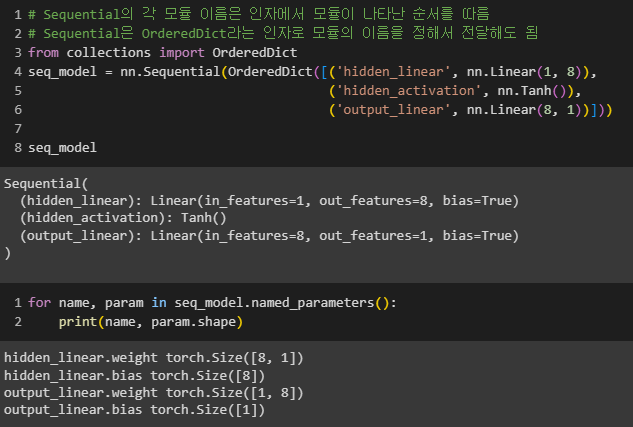 1 # Sequential의 각 모듈 이름은 인자에서 모듈이 나타난 순서를 따름
2 # Sequential은 OrderedDict라는 인자로 모듈의 이름을 정해서 전달해도 됨
3 from collections import OrderedDict
4 seq_model = nn.Sequential(OrderedDict([('hidden_linear', nn.Linear(1, 8)),
5                                        ('hidden_activation', nn.Tanh()),
6                                        ('output_linear', nn.Linear(8, 1))]))
7
8 seq_model
Sequential(
  (hidden_linear): Linear(in_features=1, out_features=8, bias=True)
  (hidden_activation): Tanh()
  (output_linear): Linear(in_features=8, out_features=1, bias=True)
)
1 for name, param in seq_model.named_parameters():
2     print(name, param.shape)
hidden_linear.weight torch.Size([8, 1])
hidden_linear.bias torch.Size([8])
output_linear.weight torch.Size([1, 8])
output_linear.bias torch.Size([1])